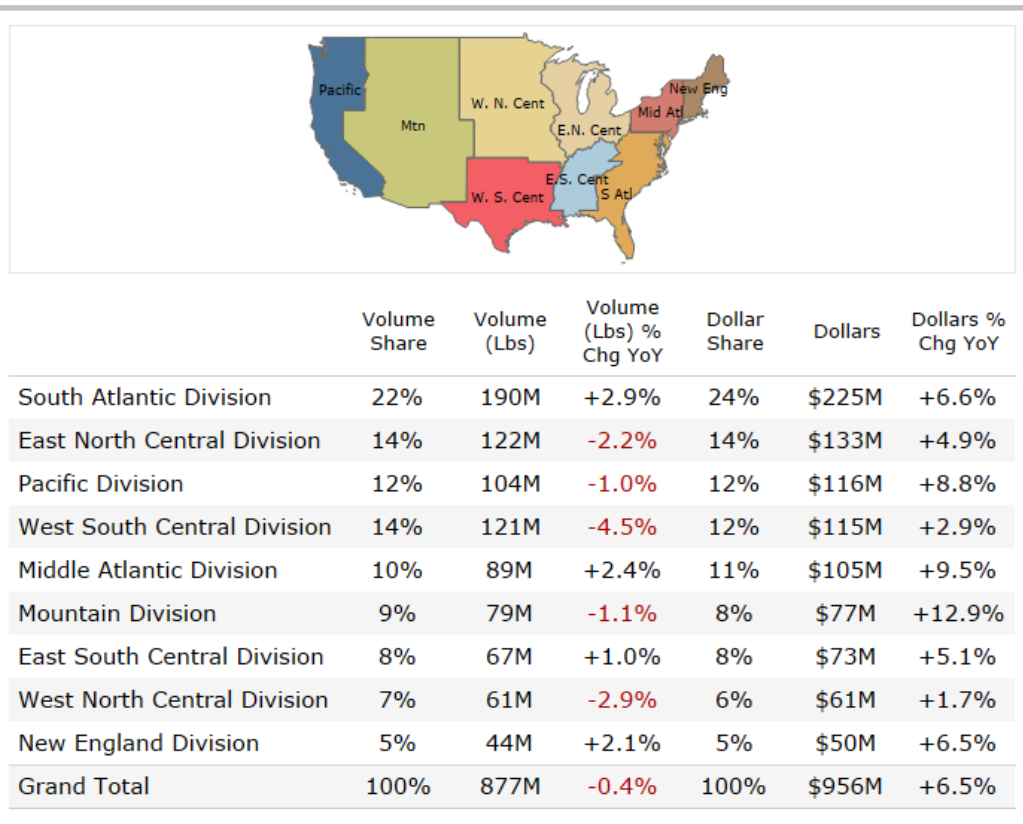 Pacific
Mtn
W. N. Cent
E.N. Cent
New Eng
Mid Atl
E.S. Cent
W. S. Cent
S Atl
Volume Share Volume (Lbs) Volume (Lbs) % Chg YoY Dollar Share Dollars Dollars % Chg YoY
South Atlantic Division 22% 190M +2.9% 24% $225M +6.6%
East North Central Division 14% 122M -2.2% 14% $133M +4.9%
Pacific Division 12% 104M -1.0% 12% $116M +8.8%
West South Central Division 14% 121M -4.5% 12% $115M +2.9%
Middle Atlantic Division 10% 89M +2.4% 11% $105M +9.5%
Mountain Division 9% 79M -1.1% 8% $77M +12.9%
East South Central Division 8% 67M +1.0% 8% $73M +5.1%
West North Central Division 7% 61M -2.9% 6% $61M +1.7%
New England Division 5% 44M +2.1% 5% $50M +6.5%
Grand Total 100% 877M -0.4% 100% $956M +6.5%